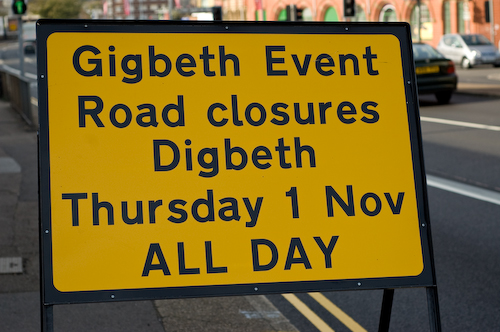 Gigbeth Event
Road closures
Digbeth
Thursday 1 Nov
ALL DAY